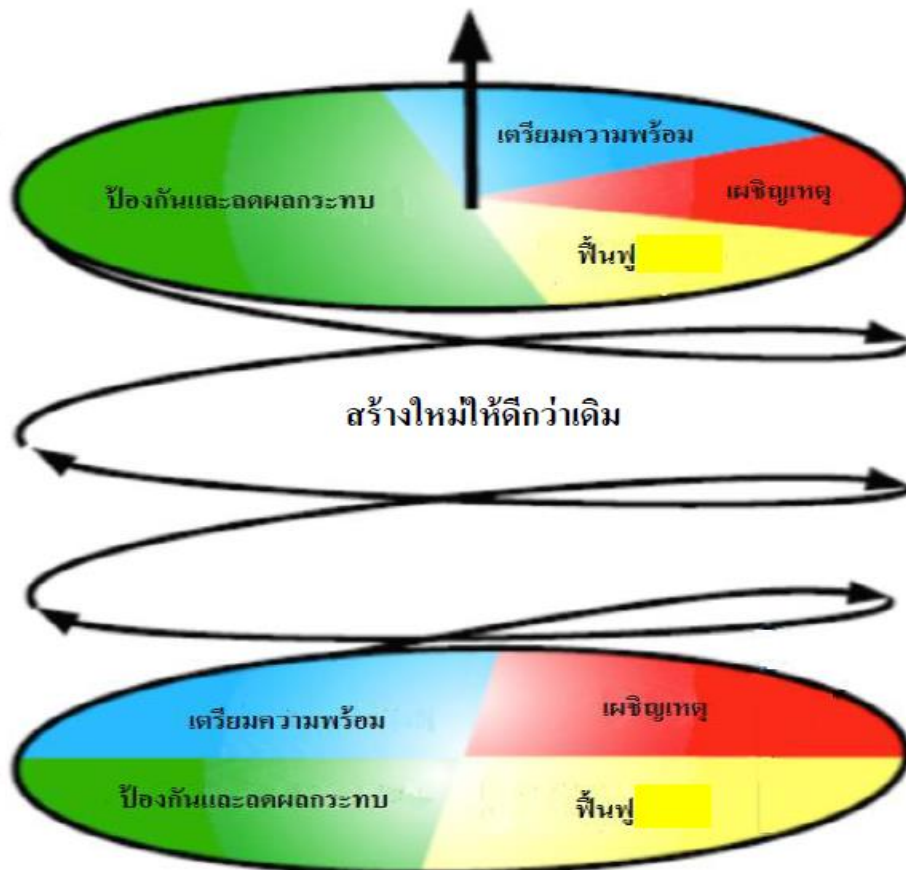 เตรียมความพร้อม
ป้องกันและลดผลกระทบ
เผชิญเหตุ
ฟื้นฟู
สร้างใหม่ให้ดีกว่าเดิม
เตรียมความพร้อม
เผชิญเหตุ
ป้องกันและลดผลกระทบ
ฟื้นฟู